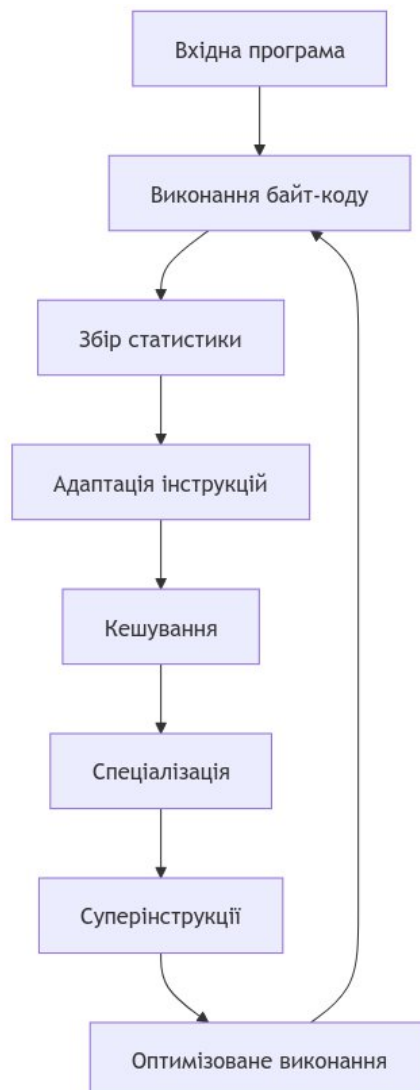 Вхідна програма
Виконання байт-коду
Збір статистики
Адаптація інструкцій
Кешування
Спеціалізація
Суперінструкції
Оптимізоване виконання